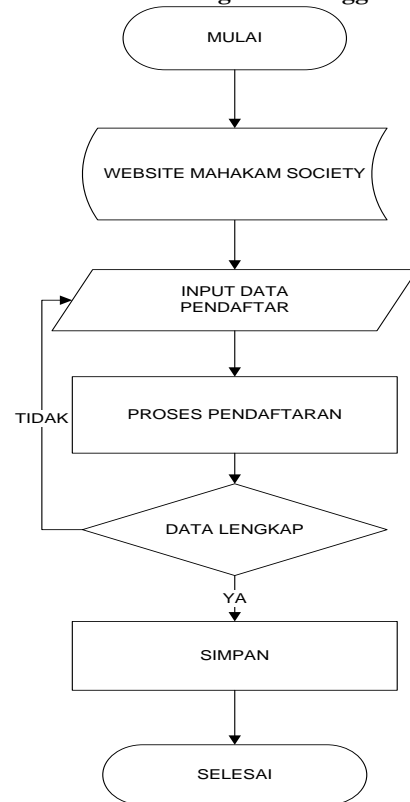 MULAI
WEBSITE MAHAKAM SOCIETY
INPUT DATA
PENDAFTAR
PROSES PENDAFTARAN
TIDAK
DATA LENGKAP
YA
SIMPAN
SELESAI